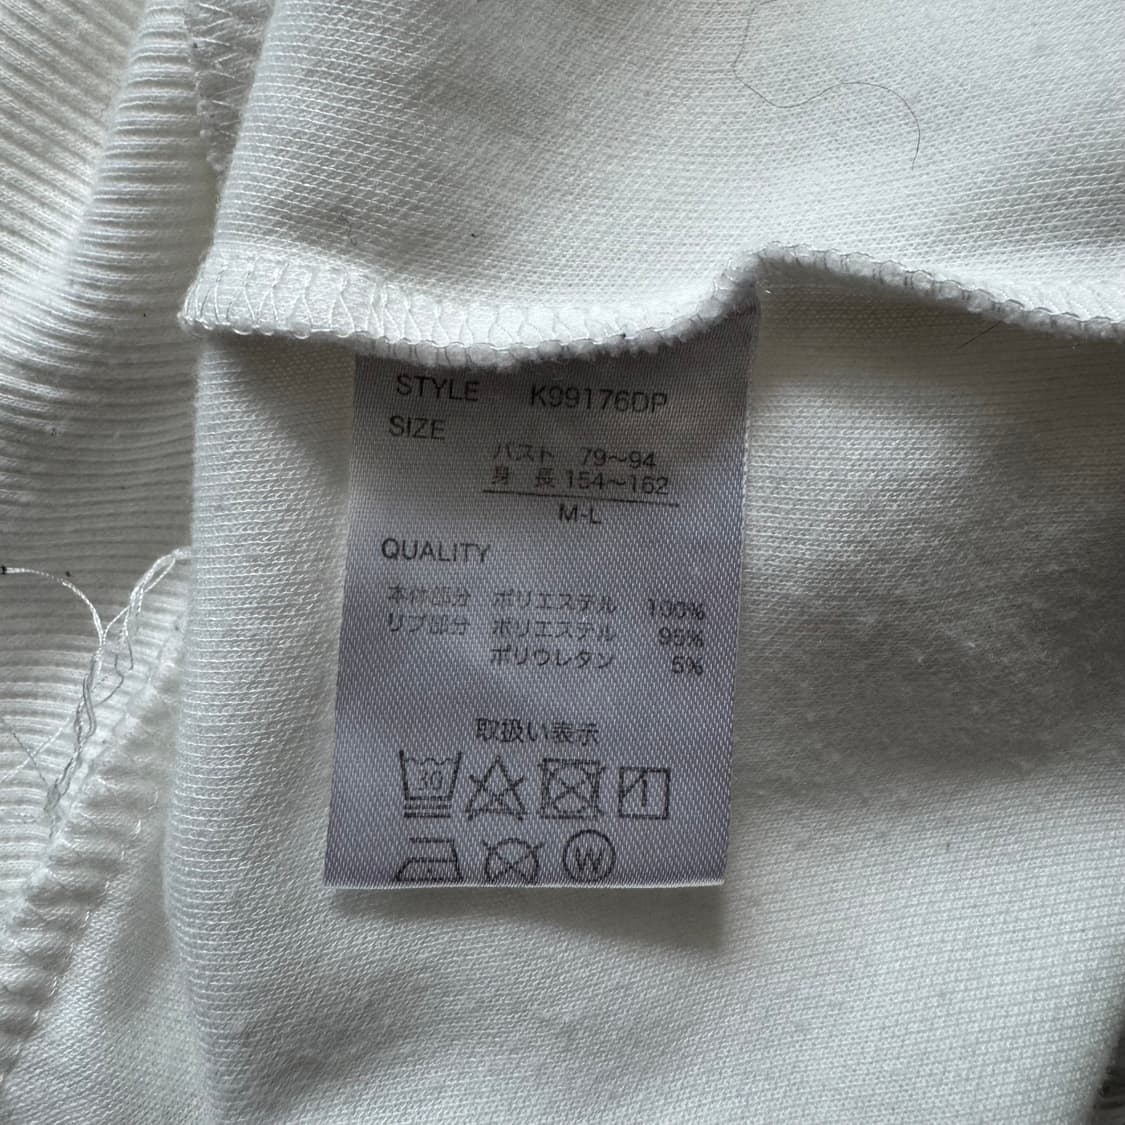 STYLE K99176DP
SIZE
バスト 79～94
身長 154～162
M-L
QUALITY
本体部分 ポリエステル 100%
リブ部分 ポリエステル 95%
ポリウレタン 5%
取扱い表示
30
1
W